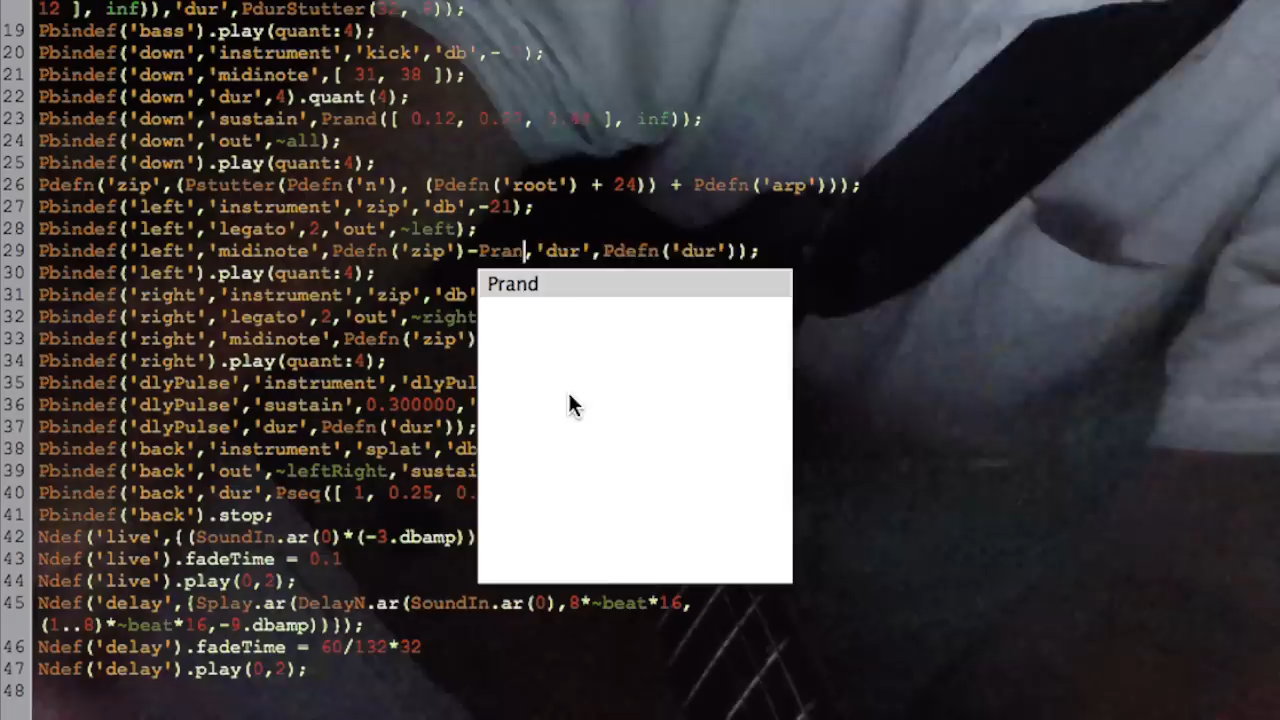 12 ], inf)),'dur',PdurStutter(32, 8));
19 Pbindef('bass').play(quant:4);
20 Pbindef('down','instrument','kick','db',- );
21 Pbindef('down','midinote',[ 31, 38 ]);
22 Pbindef('down','dur',4).quant(4);
23 Pbindef('down','sustain',Prand([ 0.12, ], inf));
24 Pbindef('down','out',~all);
25 Pbindef('down').play(quant:4);
26 Pdefn('zip',(Pstutter(Pdefn('n'), (Pdefn('root') + 24)) + Pdefn('arp')));
27 Pbindef('left','instrument','zip','db',-21);
28 Pbindef('left','legato',2,'out',~left);
29 Pbindef('left','midinote',Pdefn('zip')-Pran,'dur',Pdefn('dur'));
Prand
30 Pbindef('left').play(quant:4);
31 Pbindef('right','instrument','zip','db'
32 Pbindef('right','legato',2,'out',~right
33 Pbindef('right','midinote',Pdefn('zip')
34 Pbindef('right').play(quant:4);
35 Pbindef('dlyPulse','instrument','dlyPul
36 Pbindef('dlyPulse','sustain',0.300000,'
37 Pbindef('dlyPulse','dur',Pdefn('dur'));
38 Pbindef('back','instrument','splat','db
39 Pbindef('back','out',~leftRight,'sustai
40 Pbindef('back','dur',Pseq([ 1, 0.25, 0.
41 Pbindef('back').stop;
42 Ndef('live',{(SoundIn.ar(0)*(-3.dbamp))
43 Ndef('live').fadeTime = 0.1
44 Ndef('live').play(0,2);
45 Ndef('delay',{Splay.ar(DelayN.ar(SoundIn.ar(0),8*~beat*16,
(1..8)*~beat*16,-9.dbamp))});
46 Ndef('delay').fadeTime = 60/132*32
47 Ndef('delay').play(0,2);
48